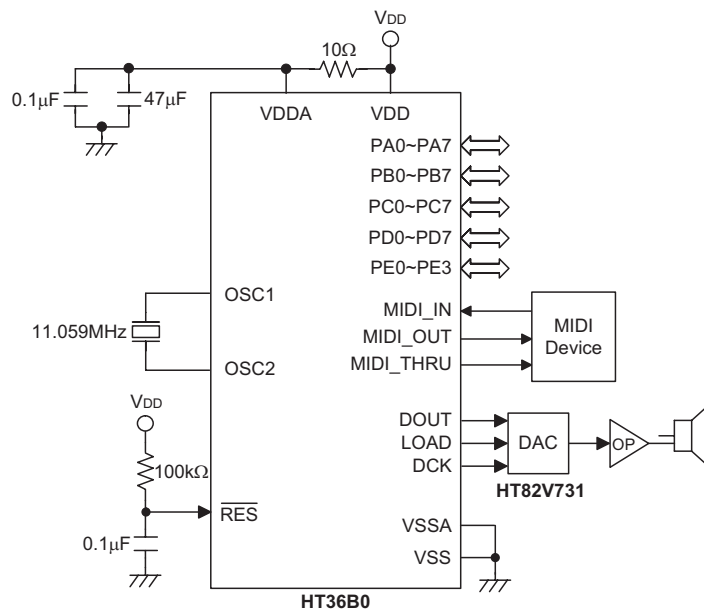 VDD
10Ω
0.1μF
47μF
VDDA
VDD
PA0~PA7
PB0~PB7
PC0~PC7
PD0~PD7
PE0~PE3
OSC1
11.059MHz
OSC2
MIDI_IN
MIDI_OUT
MIDI_THRU
MIDI
Device
VDD
100kΩ
RES
0.1μF
DOUT
LOAD
DCK
DAC
OP
HT82V731
VSSA
VSS
HT36B0